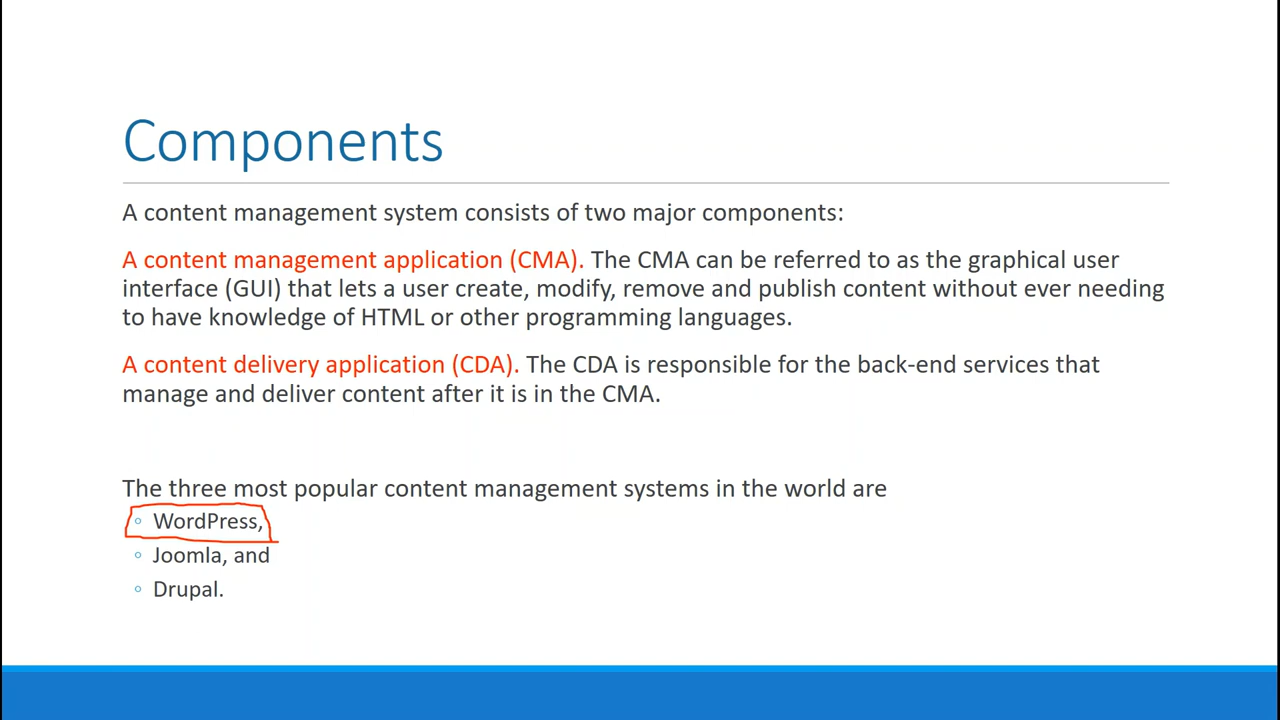 Components
A content management system consists of two major components:
A content management application (CMA). The CMA can be referred to as the graphical user
interface (GUI) that lets a user create, modify, remove and publish content without ever needing
to have knowledge of HTML or other programming languages.
A content delivery application (CDA). The CDA is responsible for the back-end services that
manage and deliver content after it is in the CMA.
The three most popular content management systems in the world are
◦ WordPress,
◦ Joomla, and
◦ Drupal.